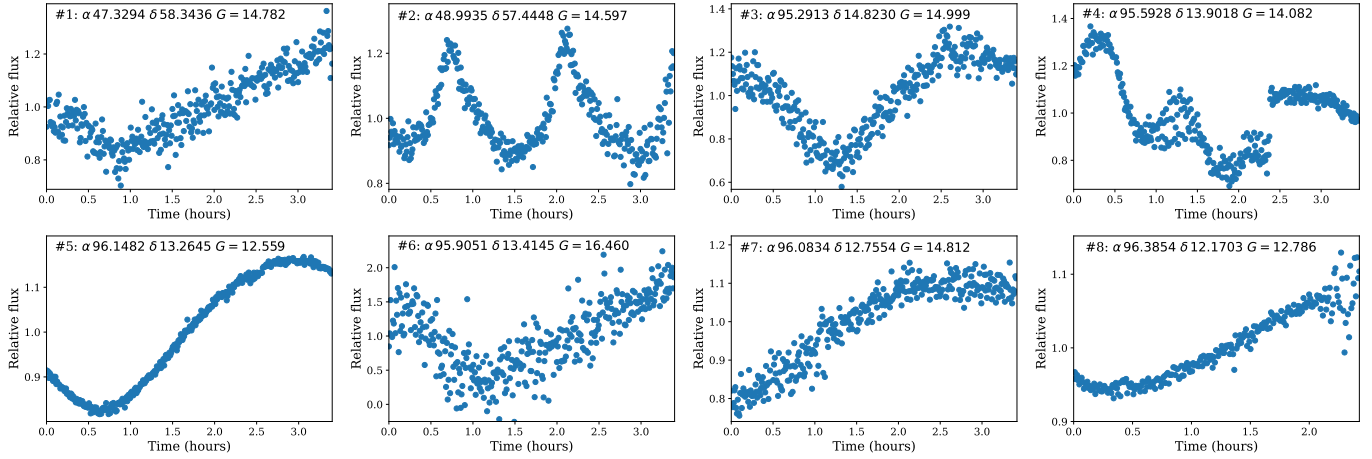 #1: α 47.3294 δ 58.3436 G = 14.782
Relative flux
1.2
1.0
0.8
0.0 0.5 1.0 1.5 2.0 2.5 3.0
Time (hours)
#2: α 48.9935 δ 57.4448 G = 14.597
Relative flux
1.2
1.0
0.8
0.0 0.5 1.0 1.5 2.0 2.5 3.0
Time (hours)
#3: α 95.2913 δ 14.8230 G = 14.999
Relative flux
1.4
1.2
1.0
0.8
0.6
0.0 0.5 1.0 1.5 2.0 2.5 3.0
Time (hours)
#4: α 95.5928 δ 13.9018 G = 14.082
Relative flux
1.4
1.2
1.0
0.8
0.0 0.5 1.0 1.5 2.0 2.5 3.0
Time (hours)
#5: α 96.1482 δ 13.2645 G = 12.559
Relative flux
1.1
1.0
0.9
0.0 0.5 1.0 1.5 2.0 2.5 3.0
Time (hours)
#6: α 95.9051 δ 13.4145 G = 16.460
Relative flux
2.0
1.5
1.0
0.5
0.0
0.0 0.5 1.0 1.5 2.0 2.5 3.0
Time (hours)
#7: α 96.0834 δ 12.7554 G = 14.812
Relative flux
1.2
1.1
1.0
0.9
0.8
0.0 0.5 1.0 1.5 2.0 2.5 3.0
Time (hours)
#8: α 96.3854 δ 12.1703 G = 12.786
Relative flux
1.1
1.0
0.9
0.0 0.5 1.0 1.5 2.0
Time (hours)